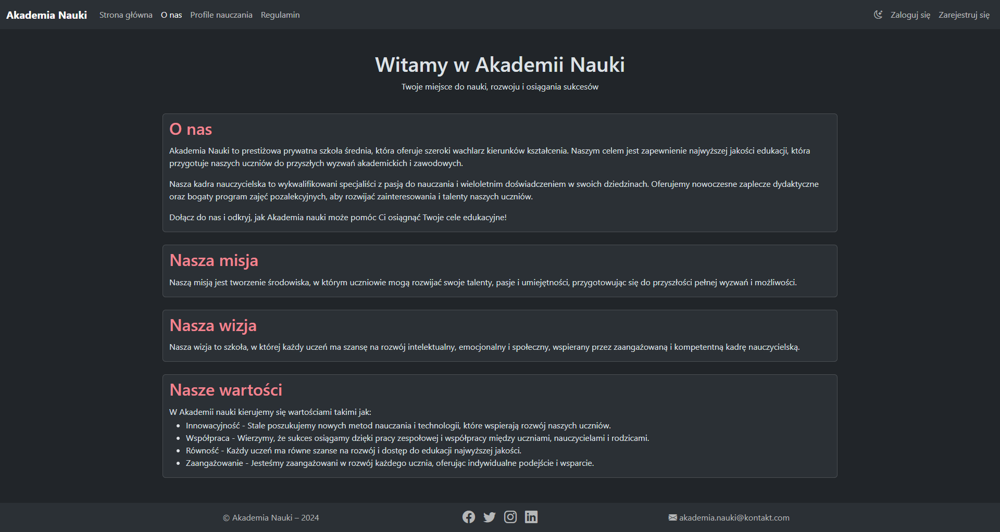 Akademia Nauki Strona główna O nas Profile nauczania Regulamin Zaloguj się Zarejestruj się
Witamy w Akademii Nauki
Twoje miejsce do nauki, rozwoju i osiągania sukcesów
O nas
Akademia Nauki to prestiżowa prywatna szkoła średnia, która oferuje szeroki wachlarz kierunków kształcenia. Naszym celem jest zapewnienie najwyższej jakości edukacji, która
przygotuje naszych uczniów do przyszłych wyzwań akademickich i zawodowych.
Nasza kadra nauczycielska to wykwalifikowani specjaliści z pasją do nauczania i wieloletnim doświadczeniem w swoich dziedzinach. Oferujemy nowoczesne zaplecze dydaktyczne
oraz bogaty program zajęć pozalekcyjnych, aby rozwijać zainteresowania i talenty naszych uczniów.
Dołącz do nas i odkryj, jak Akademia nauki może pomóc Ci osiągnąć Twoje cele edukacyjne!
Nasza misja
Naszą misją jest tworzenie środowiska, w którym uczniowie mogą rozwijać swoje talenty, pasje i umiejętności, przygotowując się do przyszłości pełnej wyzwań i możliwości.
Nasza wizja
Nasza wizja to szkoła, w której każdy uczeń ma szansę na rozwój intelektualny, emocjonalny i społeczny, wspierany przez zaangażowaną i kompetentną kadrę nauczycielską.
Nasze wartości
W Akademii nauki kierujemy się wartościami takimi jak:
• Innowacyjność - Stale poszukujemy nowych metod nauczania i technologii, które wspierają rozwój naszych uczniów.
• Współpraca - Wierzymy, że sukces osiągamy dzięki pracy zespołowej i współpracy między uczniami, nauczycielami i rodzicami.
• Równość - Każdy uczeń ma równe szanse na rozwój i dostęp do edukacji najwyższej jakości.
• Zaangażowanie - Jesteśmy zaangażowani w rozwój każdego ucznia, oferując indywidualne podejście i wsparcie.
© Akademia Nauki – 2024 akademia.nauki@kontakt.com